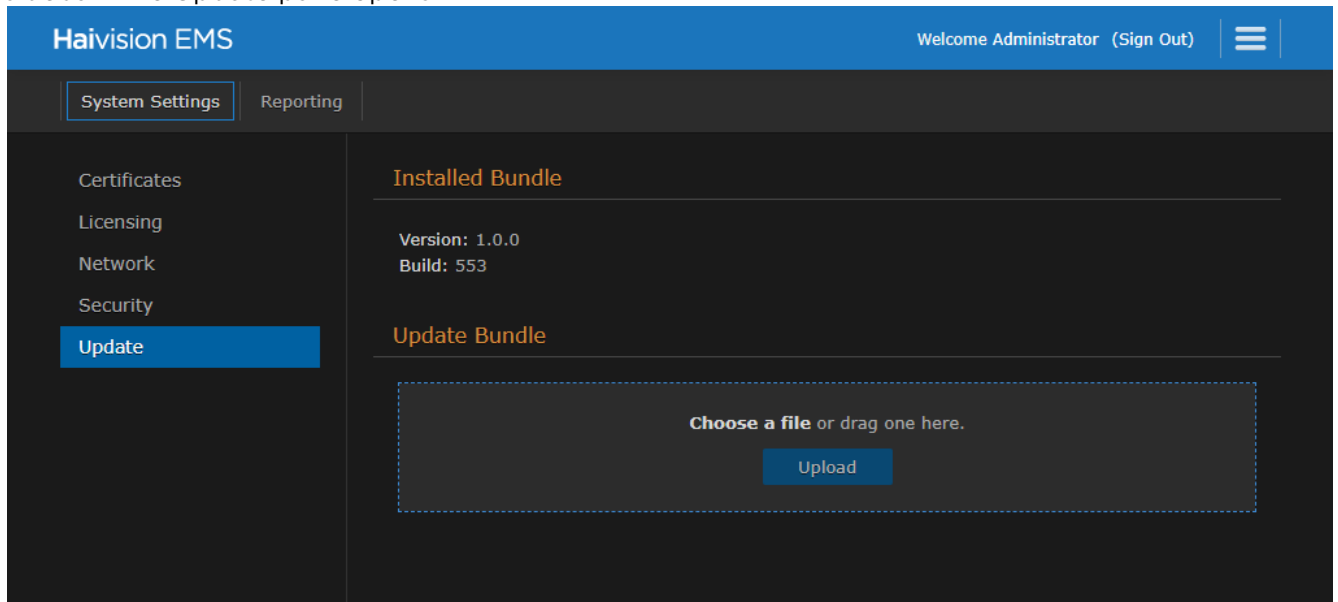 Haivision EMS
Welcome Administrator (Sign Out)
System Settings
Reporting
Certificates
Licensing
Network
Security
Update
Installed Bundle
Version: 1.0.0
Build: 553
Update Bundle
Choose a file or drag one here.
Upload